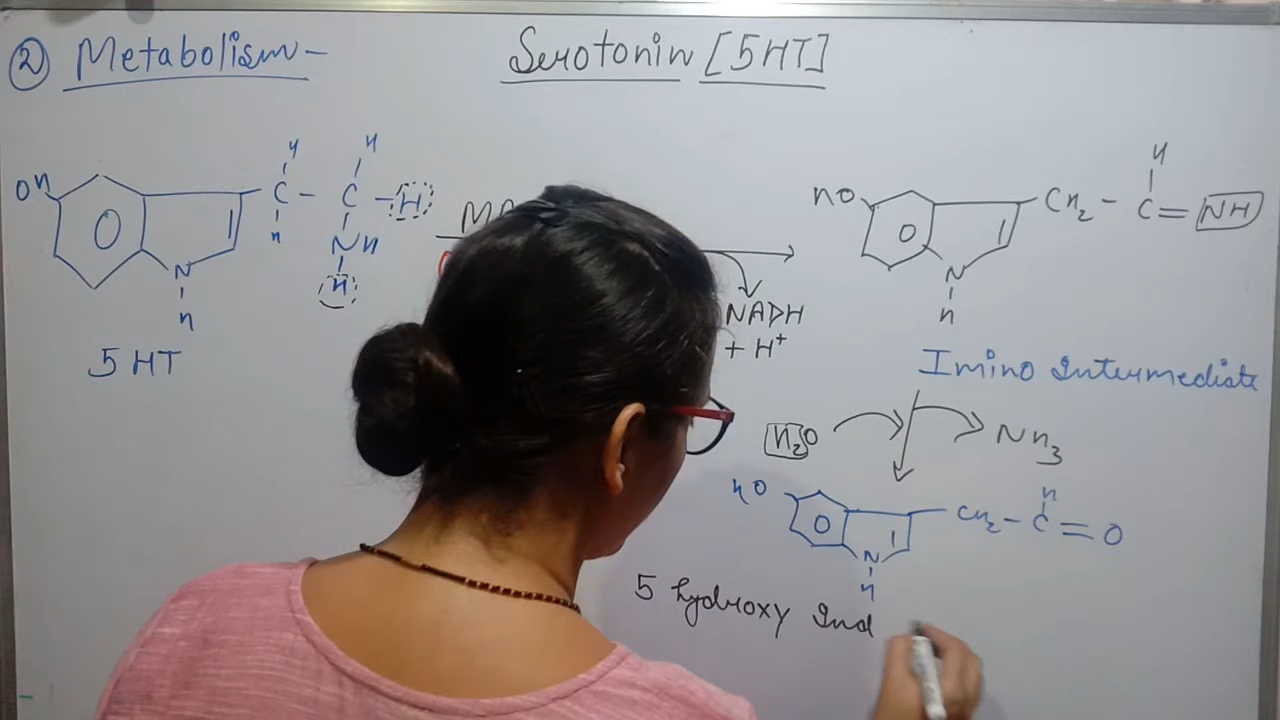 ② Metabolism-
Serotonin [5HT]
OH
H
H
C - C - H
H
NH
H
N
H
5 HT
NADH
+ H⁺
HO
H
CH₂ - C = NH
N
H
Imino Intermediate
H₂O
NH₃
HO
H
CH₂ - C = O
N
H
5 hydroxy Ind